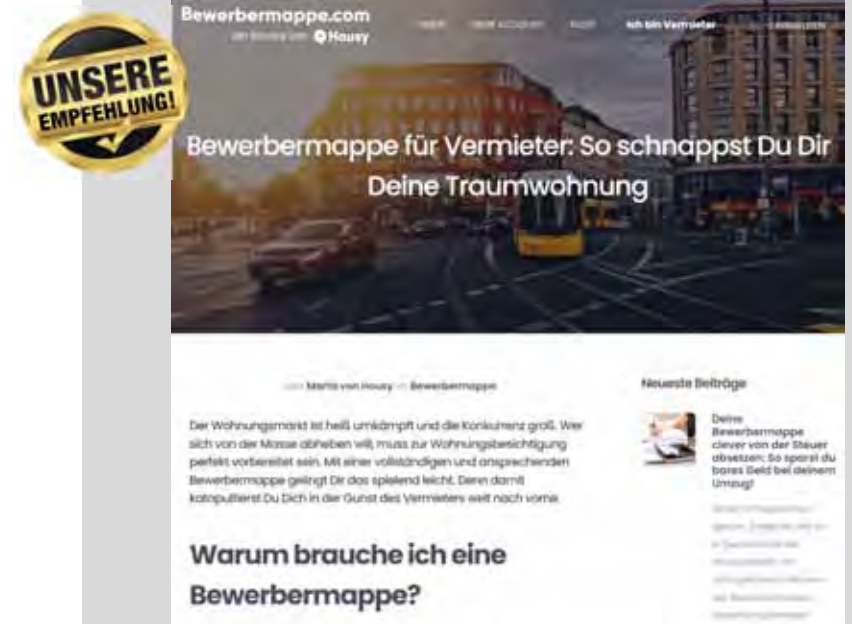 UNSERE
EMPFEHLUNG!
Bewerbermappe.com
Housy
Ich bin Vermieter
Bewerbermappe für Vermieter: So schnappst Du Dir
Deine Traumwohnung
Maria von Housy Bewerbermappe
Der Wohnungsmarkt ist heiß umkämpft und die Konkurrenz groß. Wer
sich von der Masse abheben will, muss zur Wohnungsbesichtigung
perfekt vorbereitet sein. Mit einer vollständigen und ansprechenden
Bewerbermappe gelingt Dir das spielend leicht. Denn damit
katapultierst Du Dich in der Gunst des Vermieters weit nach vorne.
Warum brauche ich eine
Bewerbermappe?
Neueste Beiträge
Deine
Bewerbermappe
clever von der Steuer
absetzen: So sparst du
bares Geld bei deinem
Umzug!